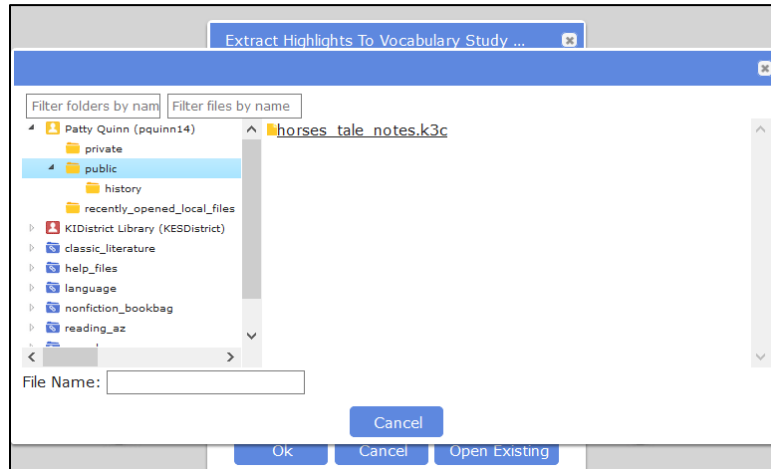 Extract Highlights To Vocabulary Study ...
Filter folders by nam
Filter files by name
Patty Quinn (pquinn14)
horses_tale_notes.k3c
private
public
history
recently_opened_local_files
KIDistrict Library (KESDistrict)
classic_literature
help_files
language
nonfiction_bookbag
reading_az
File Name:
Cancel
Ok
Cancel
Open Existing